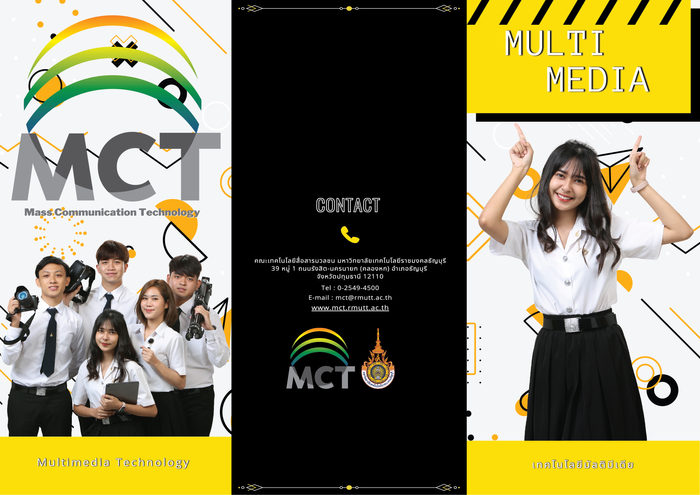 MCT
Mass Communication Technology
Multimedia Technology
CONTACT
คณะเทคโนโลยีสื่อสารมวลชน มหาวิทยาลัยเทคโนโลยีราชมงคลธัญบุรี
39 หมู่ 1 ถนนรังสิต-นครนายก (คลองหก) อำเภอธัญบุรี
จังหวัดปทุมธานี 12110
Tel : 0-2549-4500
E-mail : mct@rmutt.ac.th
www.mct.rmutt.ac.th
MCT
MULTI
MEDIA
เทคโนโลยีมัลติมีเดีย